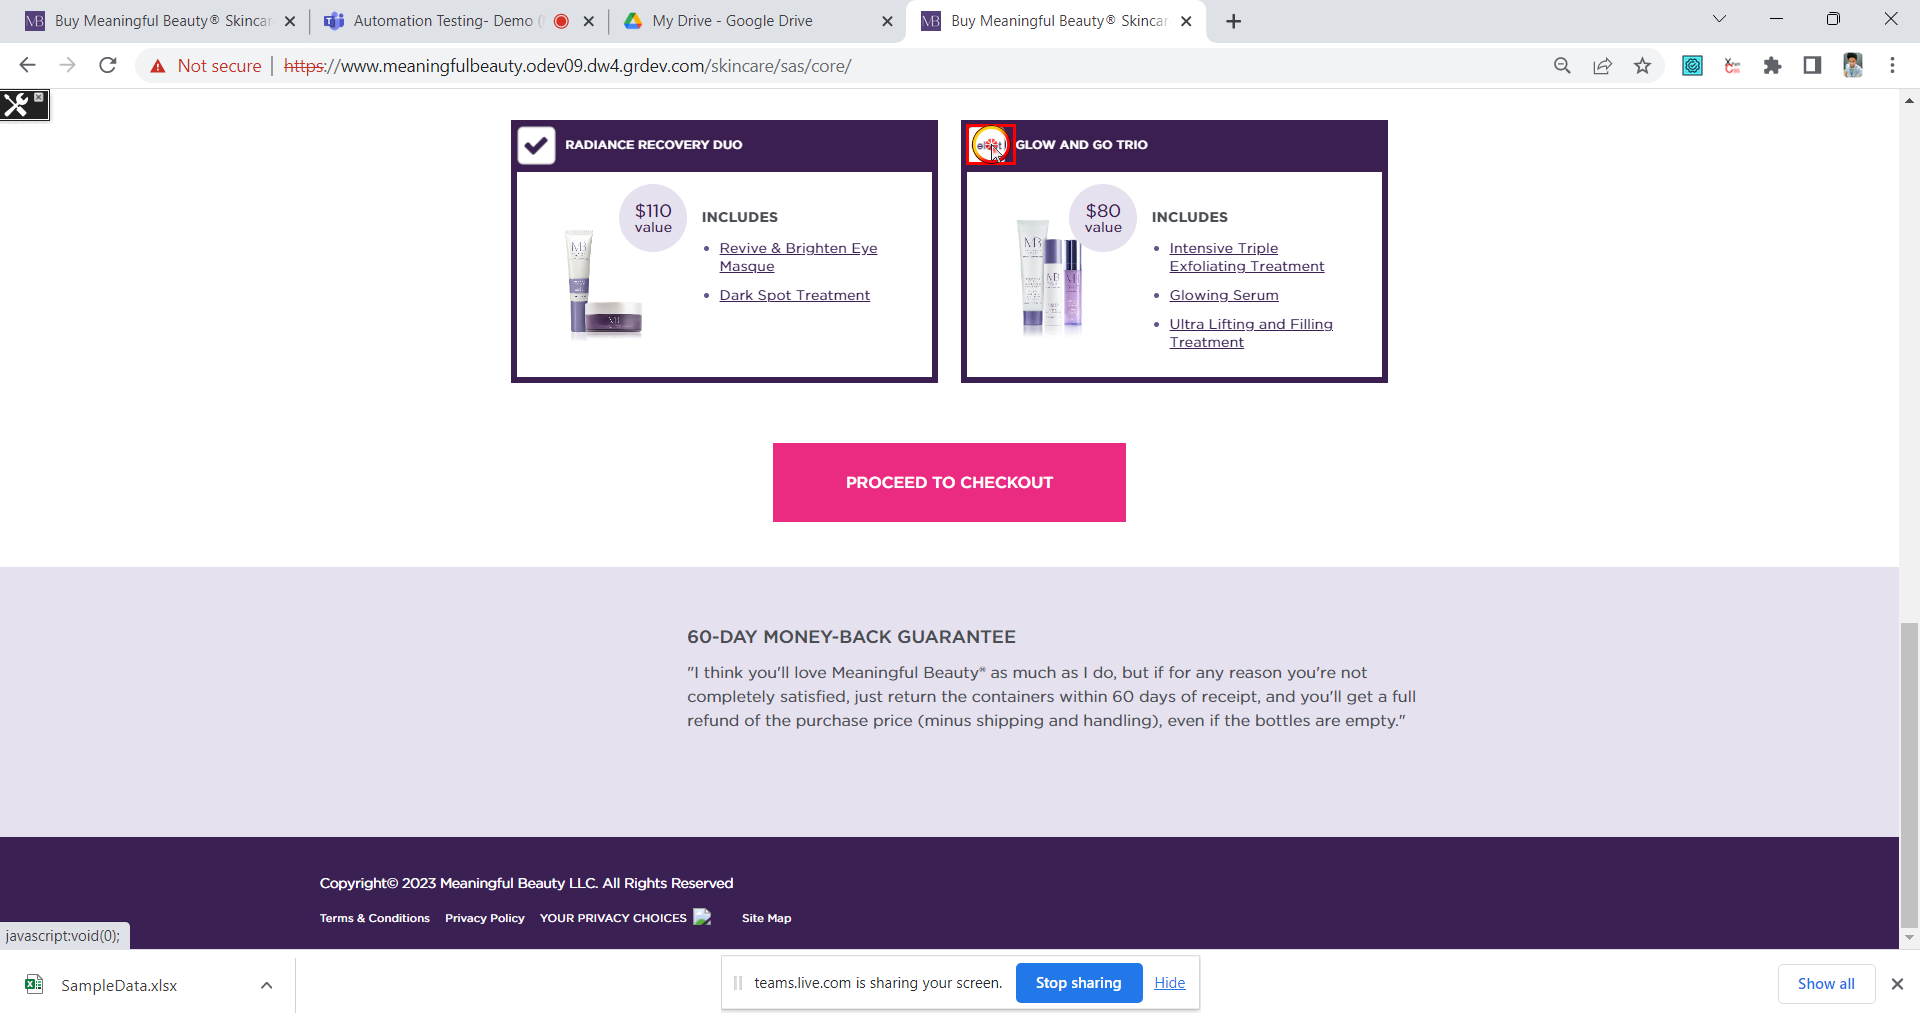 Buy Meaningful Beauty® Skincar
Automation Testing- Demo (
My Drive - Google Drive
Buy Meaningful Beauty® Skincar
Not secure
https://www.meaningfulbeauty.odev09.dw4.grdev.com/skincare/sas/core/
RADIANCE RECOVERY DUO
$110
value
INCLUDES
Revive & Brighten Eye
Masque
Dark Spot Treatment
GLOW AND GO TRIO
$80
value
INCLUDES
Intensive Triple
Exfoliating Treatment
Glowing Serum
Ultra Lifting and Filling
Treatment
PROCEED TO CHECKOUT
60-DAY MONEY-BACK GUARANTEE
"I think you'll love Meaningful Beauty® as much as I do, but if for any reason you're not
completely satisfied, just return the containers within 60 days of receipt, and you'll get a full
refund of the purchase price (minus shipping and handling), even if the bottles are empty."
Copyright© 2023 Meaningful Beauty LLC. All Rights Reserved
Terms & Conditions Privacy Policy YOUR PRIVACY CHOICES Site Map
javascript:void(0);
SampleData.xlsx
teams.live.com is sharing your screen.
Stop sharing
Hide
Show all